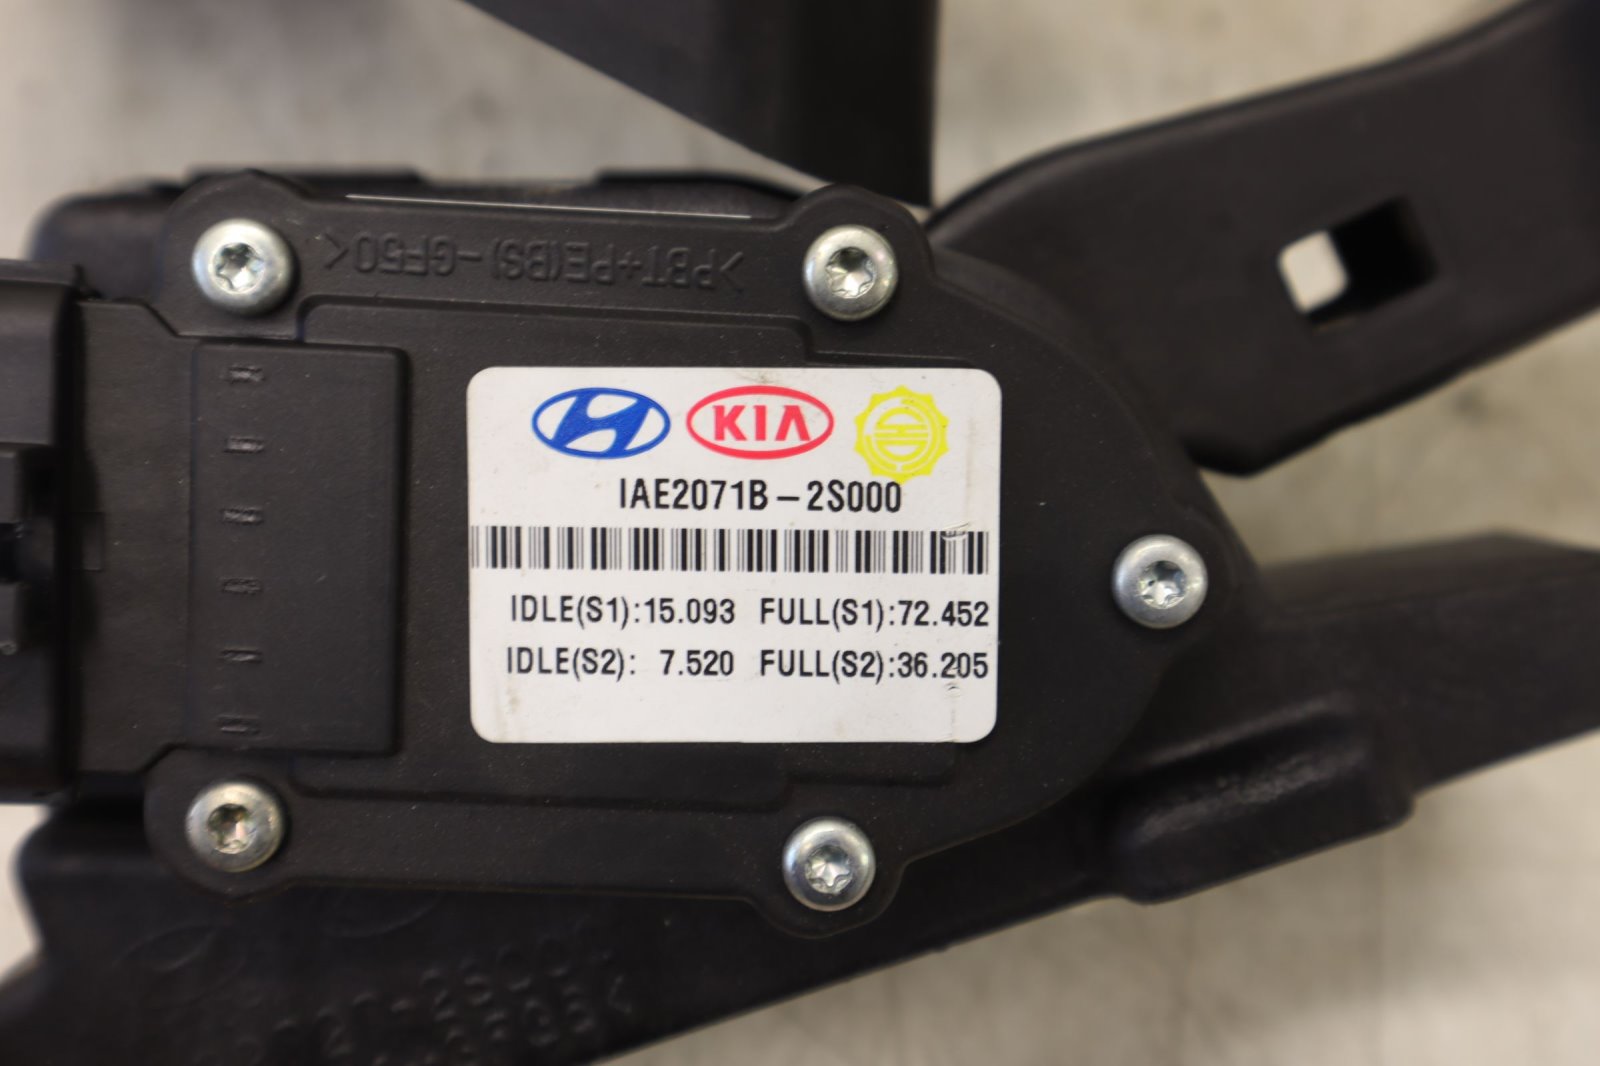 >PBT+PE(BS)-GF50<
KIA
IAE2071B-2S000
IDLE(S1):15.093 FULL(S1):72.452
IDLE(S2): 7.520 FULL(S2):36.205